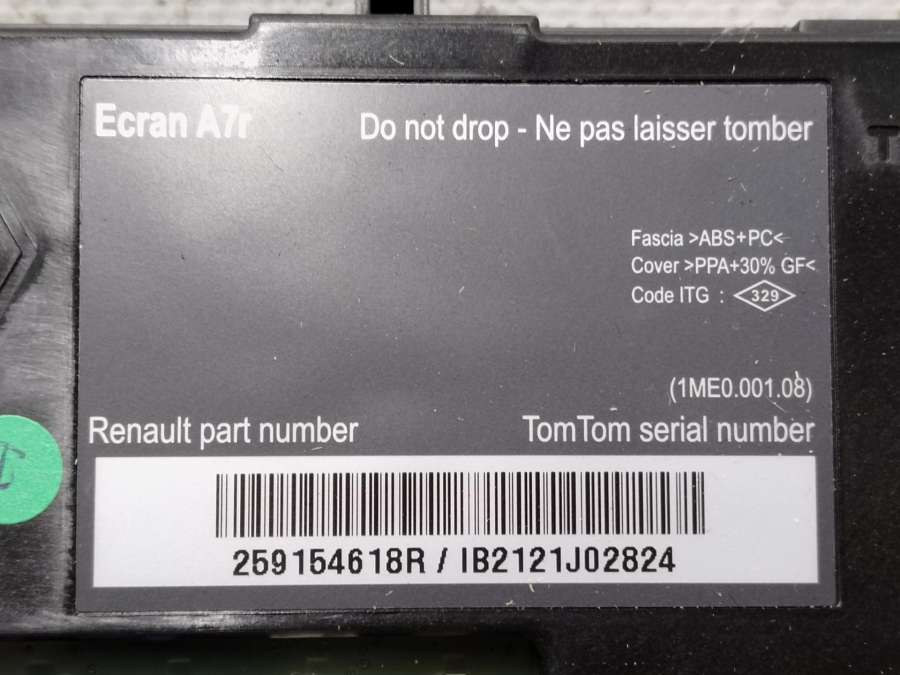 Ecran A7r
Do not drop - Ne pas laisser tomber
Fascia >ABS+PC<
Cover >PPA+30% GF<
Code ITG : 329
(1ME0.001.08)
Renault part number
TomTom serial number
259154618R / IB2121J02824